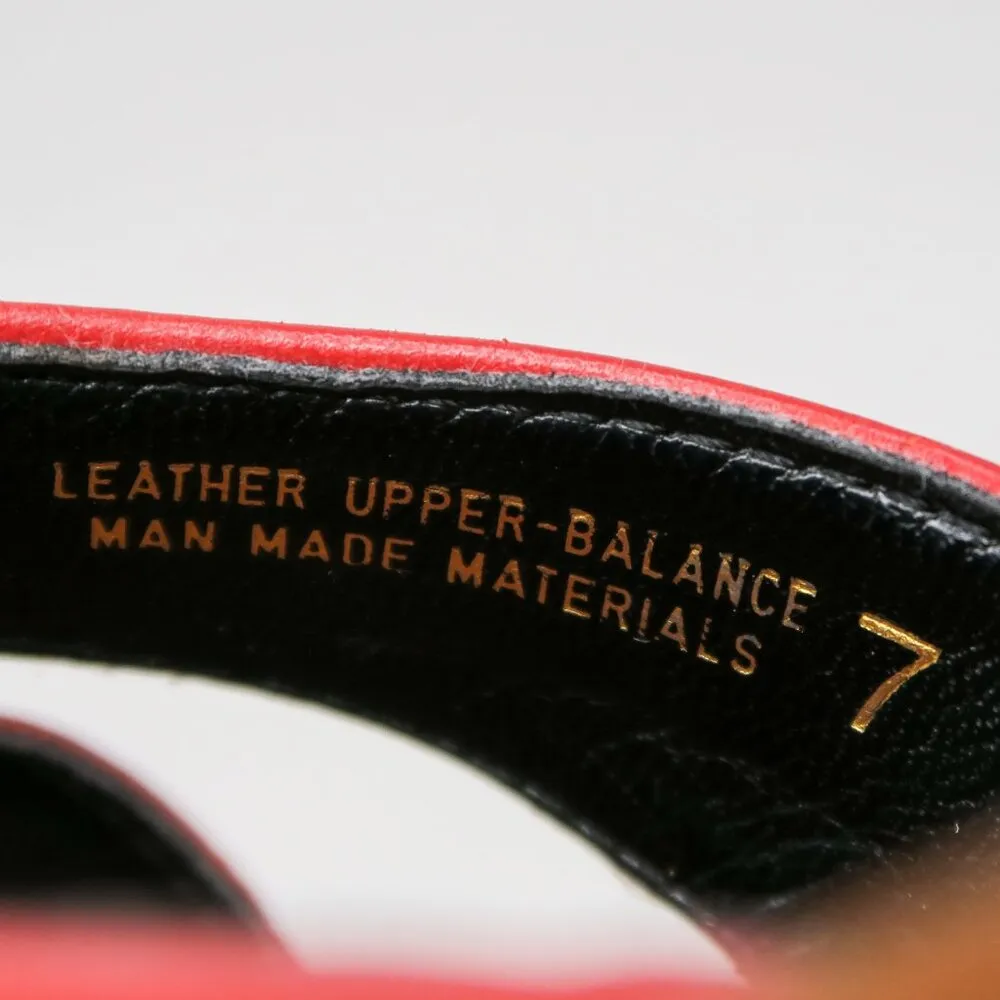 LEATHER UPPER-BALANCE
MAN MADE MATERIALS
7